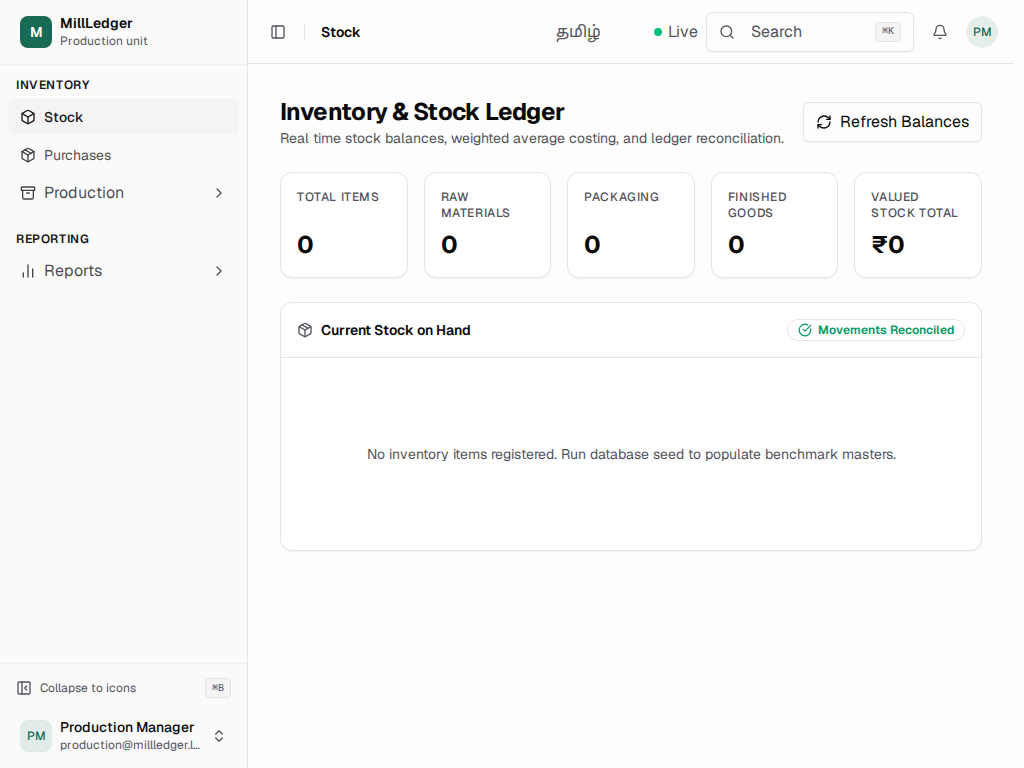 M
MillLedger
Production unit
INVENTORY
Stock
Purchases
Production
REPORTING
Reports
Collapse to icons
⌘B
PM
Production Manager
production@millledger.l...
Stock
தமிழ்
Live
Search
⌘K
PM
Inventory & Stock Ledger
Real time stock balances, weighted average costing, and ledger reconciliation.
Refresh Balances
TOTAL ITEMS
0
RAW
MATERIALS
0
PACKAGING
0
FINISHED
GOODS
0
VALUED
STOCK TOTAL
₹0
Current Stock on Hand
Movements Reconciled
No inventory items registered. Run database seed to populate benchmark masters.